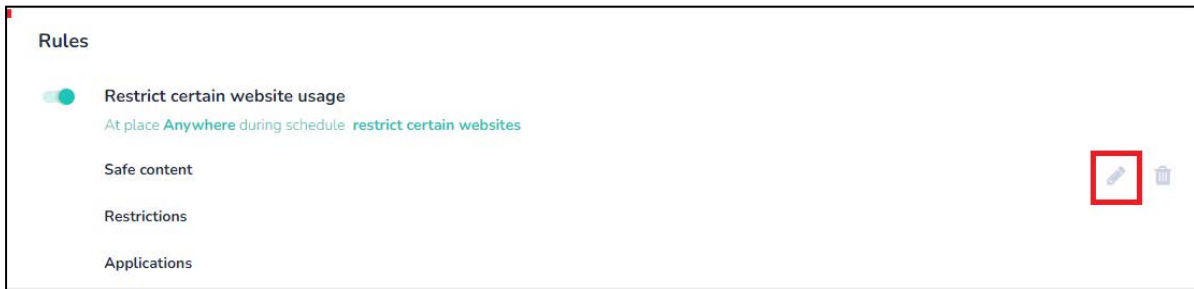 Rules
Restrict certain website usage
At place Anywhere during schedule restrict certain websites
Safe content
Restrictions
Applications